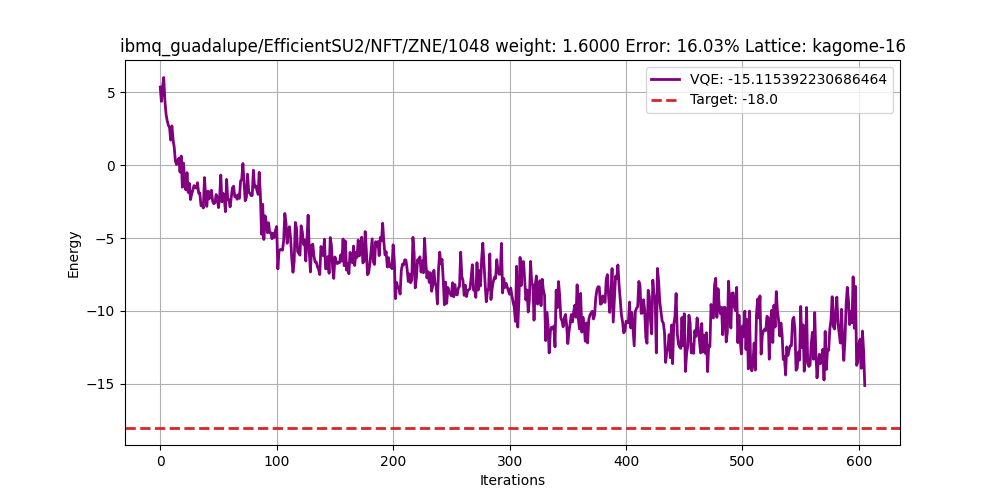 ibmq_guadalupe/EfficientSU2/NFT/ZNE/1048 weight: 1.6000 Error: 16.03% Lattice: kagome-16
VQE: -15.115392230686464
Target: -18.0
Energy
5
0
−5
−10
−15
0 100 200 300 400 500 600
Iterations